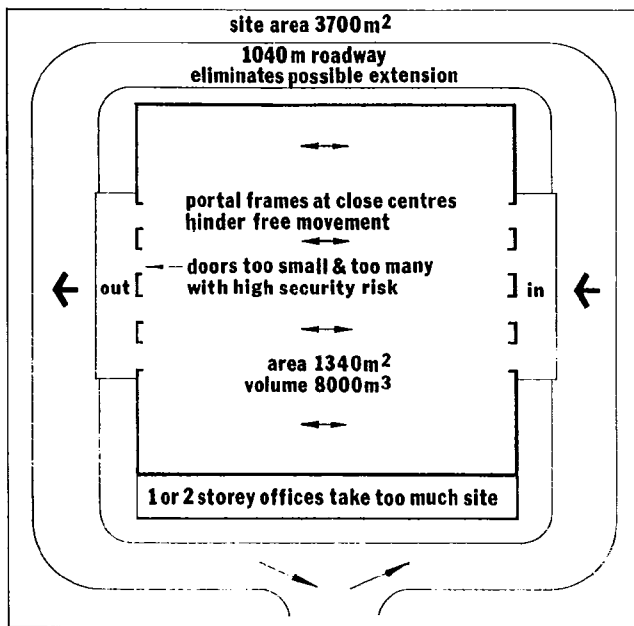 site area 3700m²
1040m roadway
eliminates possible extension
portal frames at close centres
hinder free movement
doors too small & too many
with high security risk
out
in
area 1340m²
volume 8000m³
1 or 2 storey offices take too much site